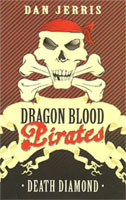 DAN JERRIS
DRAGON BLOOD
Pirates
· DEATH DIAMOND ·